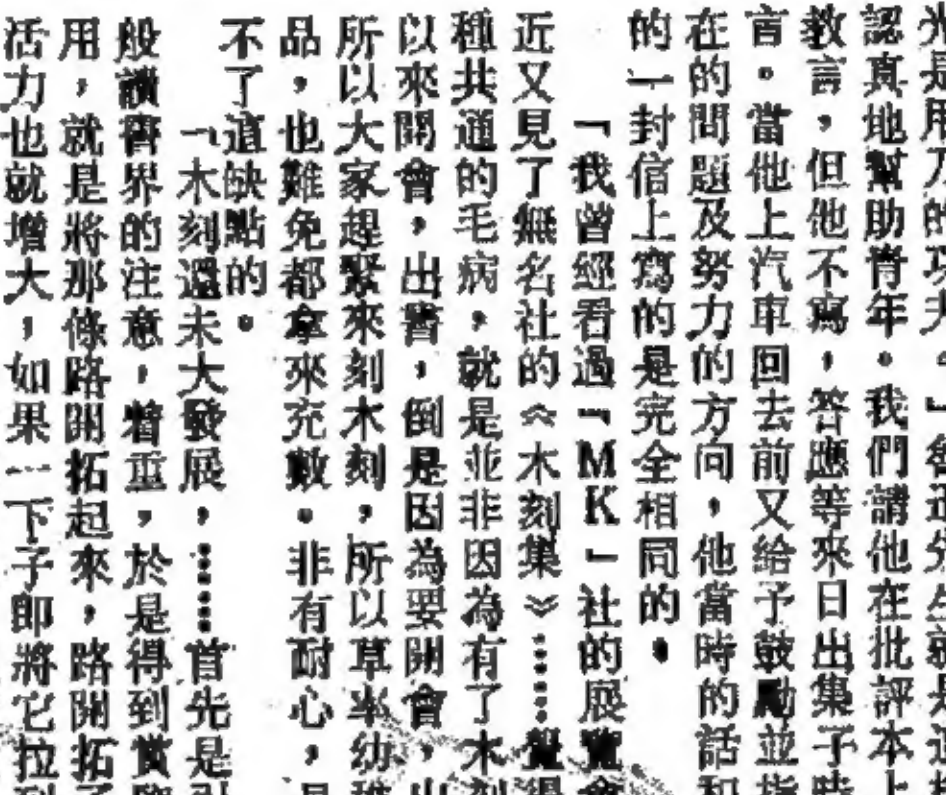 是用刀的功夫。」魯迅先生就是這
認真地幫助青年。我們請他在批評本上
教言，但他不寫，答應等來日出集子時
言。當他上汽車回去前又給予鼓勵並指
在的問題及努力的方向，他當時的話和
的一封信上寫的是完全相同的。
「我曾經看過「MK」社的展覽會
近又見了無名社的《木刻集》……覺得
種共通的毛病，就是並非因為有了木刻
以來開會，出書，倒是因為要開會，出
所以大家趕緊來刻木刻，所以草率幼稚
品，也難免都拿來充數。非有耐心，是
不了這缺點的。
「木刻還未大發展，……首先是引
般讀書界的注意，着重，於是得到賞
用，就是將那條路開拓起來，路開拓了
活力也就增大，如果一下子即將它拉到